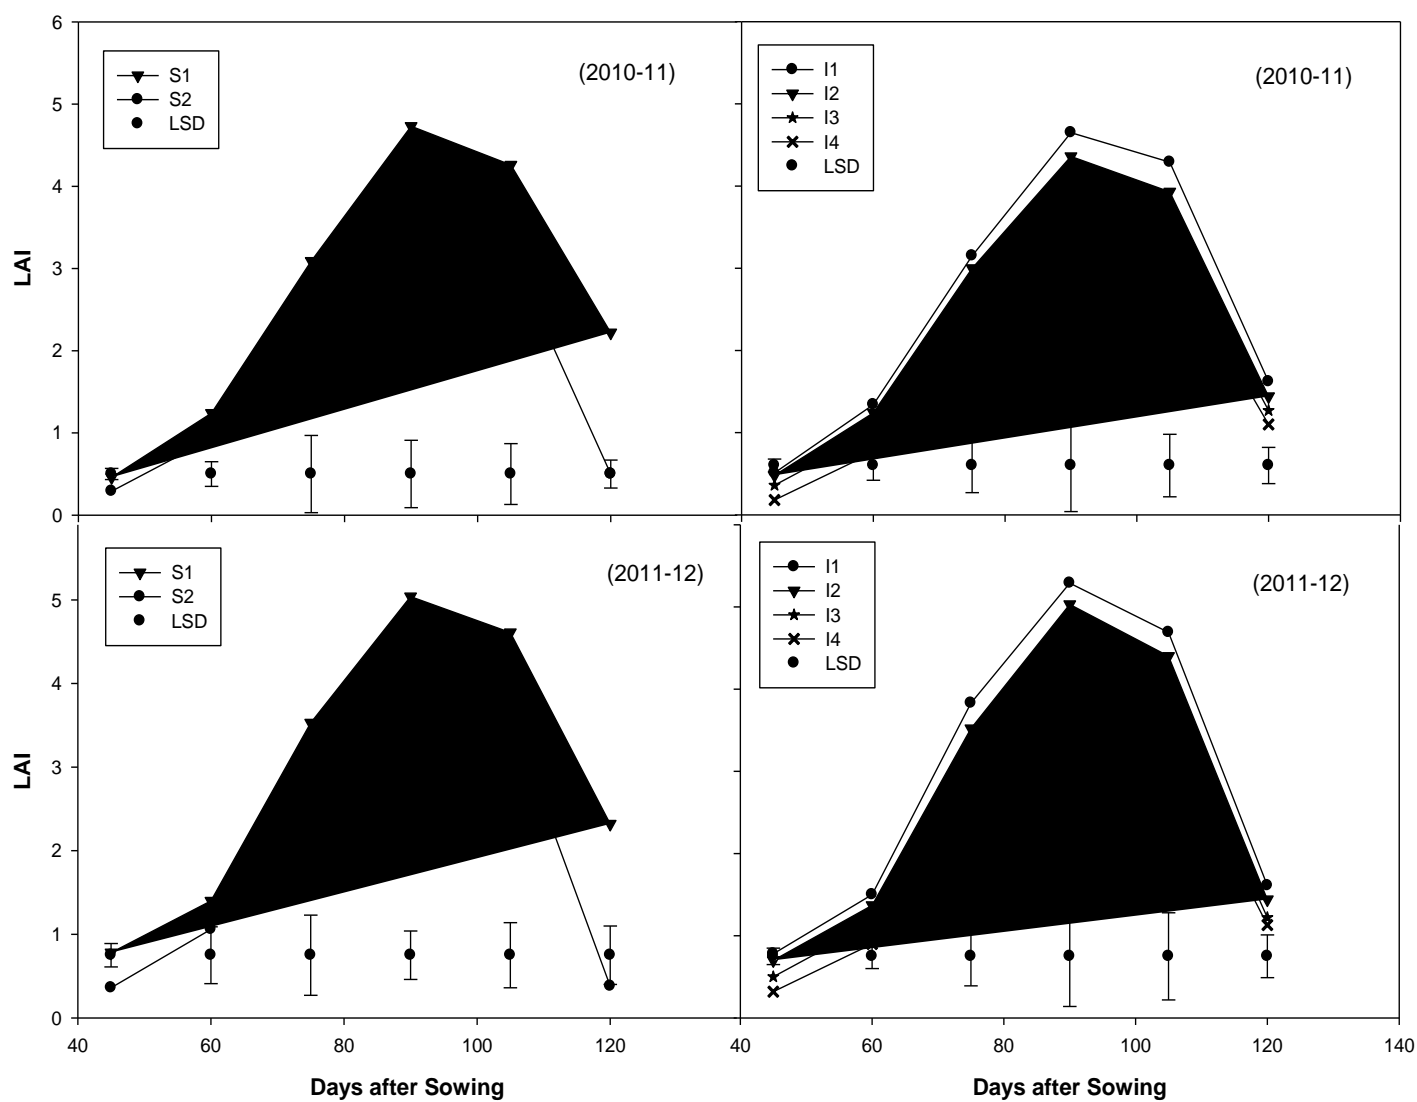 6
5
4
3
2
1
0
LAI
S1
S2
LSD
(2010-11)
I1
I2
I3
I4
LSD
(2010-11)
5
4
3
2
1
0
LAI
S1
S2
LSD
(2011-12)
I1
I2
I3
I4
LSD
(2011-12)
40 60 80 100 120
40 60 80 100 120 140
Days after Sowing
Days after Sowing